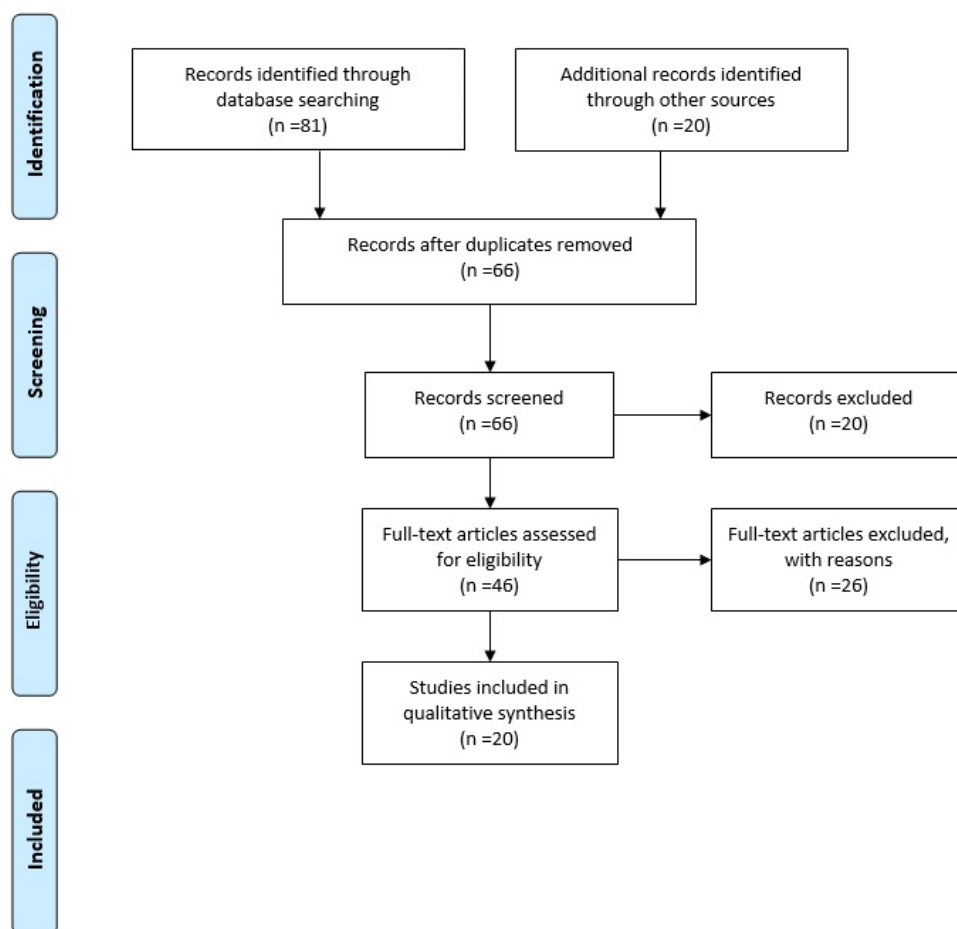 Identification
Records identified through
database searching
(n =81)
Additional records identified
through other sources
(n =20)
Records after duplicates removed
(n =66)
Screening
Records screened
(n =66)
Records excluded
(n =20)
Eligibility
Full-text articles assessed
for eligibility
(n =46)
Full-text articles excluded,
with reasons
(n =26)
Studies included in
qualitative synthesis
(n =20)
Included